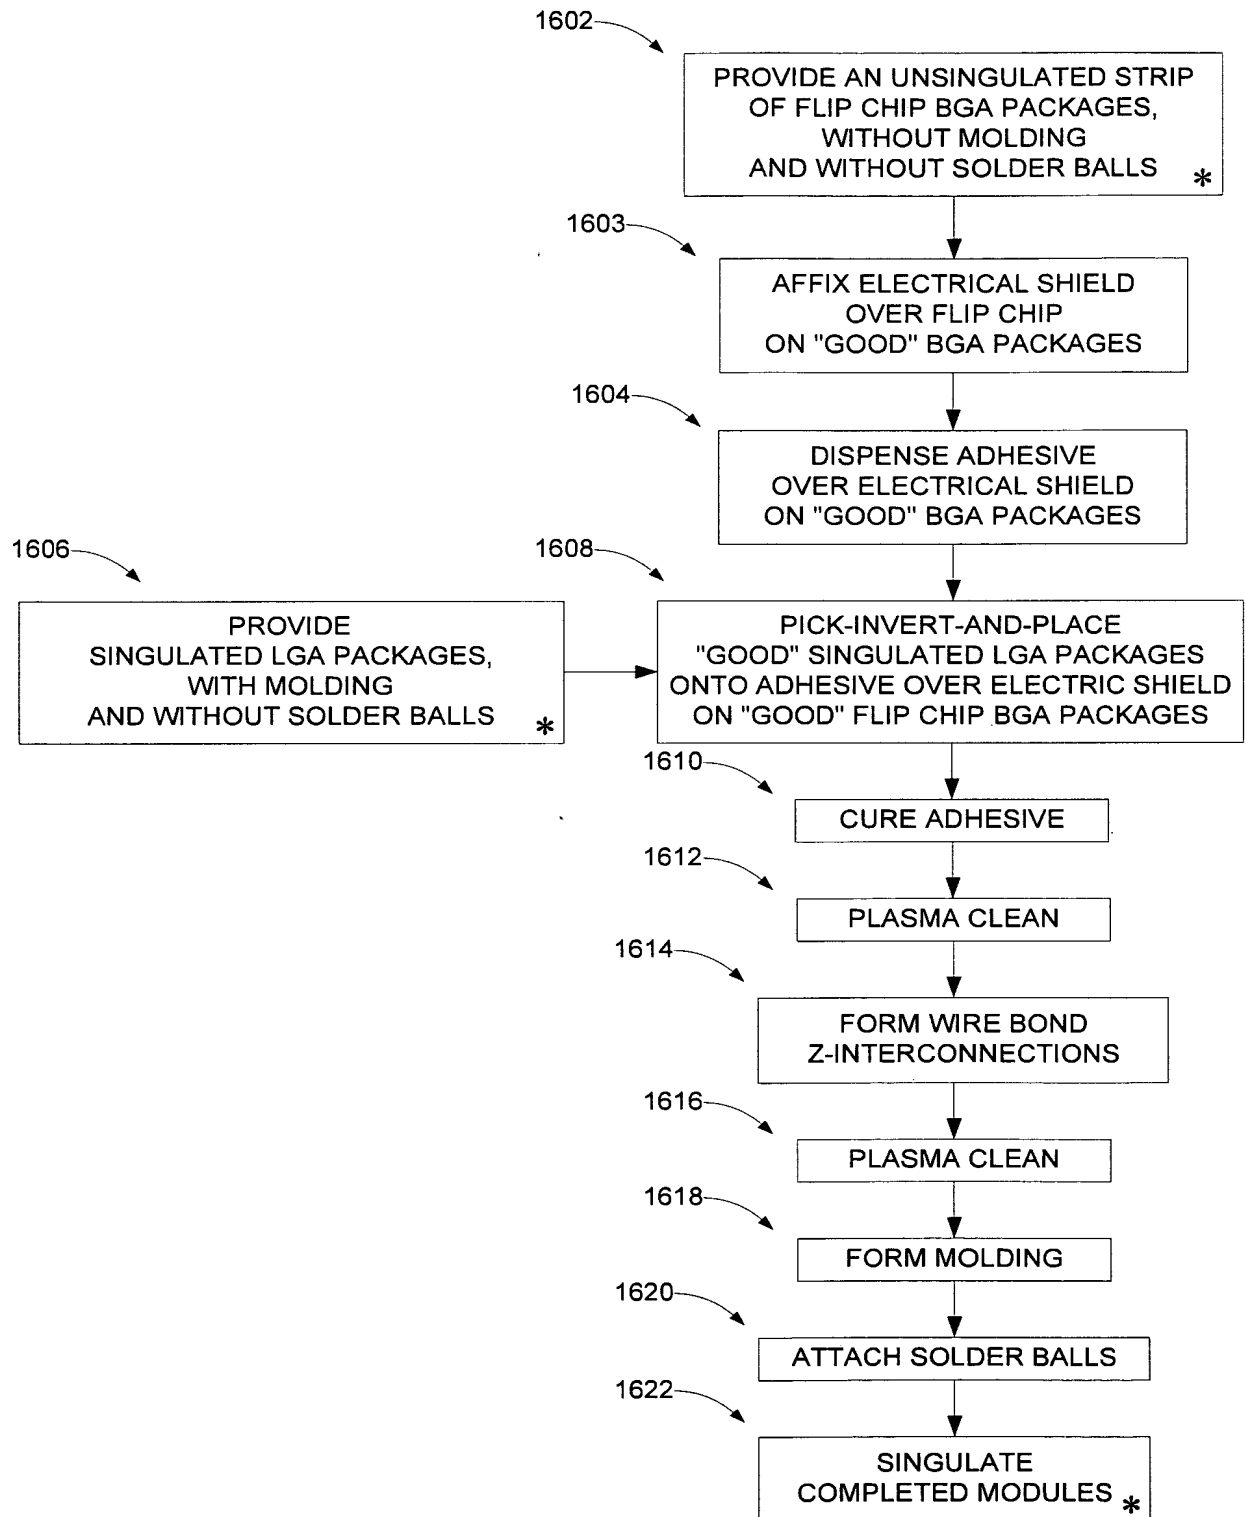 1602
PROVIDE AN UNSINGULATED STRIP
OF FLIP CHIP BGA PACKAGES,
WITHOUT MOLDING
AND WITHOUT SOLDER BALLS *
1603
AFFIX ELECTRICAL SHIELD
OVER FLIP CHIP
ON "GOOD" BGA PACKAGES
1604
DISPENSE ADHESIVE
OVER ELECTRICAL SHIELD
ON "GOOD" BGA PACKAGES
1606
PROVIDE
SINGULATED LGA PACKAGES,
WITH MOLDING
AND WITHOUT SOLDER BALLS *
1608
PICK-INVERT-AND-PLACE
"GOOD" SINGULATED LGA PACKAGES
ONTO ADHESIVE OVER ELECTRIC SHIELD
ON "GOOD" FLIP CHIP BGA PACKAGES
1610
CURE ADHESIVE
1612
PLASMA CLEAN
1614
FORM WIRE BOND
Z-INTERCONNECTIONS
1616
PLASMA CLEAN
1618
FORM MOLDING
1620
ATTACH SOLDER BALLS
1622
SINGULATE
COMPLETED MODULES *